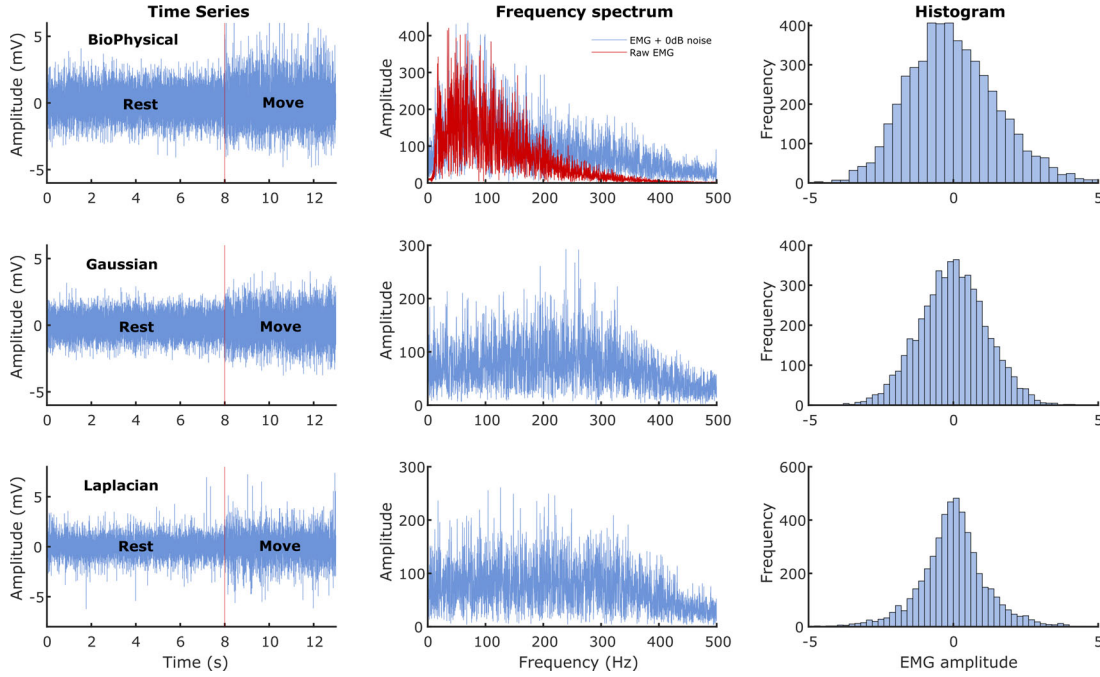 Time Series
Frequency spectrum
Histogram
BioPhysical
Rest
Move
Amplitude (mV)
5
0
-5
0 2 4 6 8 10 12
EMG + 0dB noise
Raw EMG
Amplitude
400
300
200
100
0
0 100 200 300 400 500
Frequency
400
300
200
100
0
-5 0 5
Gaussian
Rest
Move
Amplitude (mV)
5
0
-5
0 2 4 6 8 10 12
Amplitude
300
200
100
0
0 100 200 300 400 500
Frequency
400
300
200
100
0
-5 0 5
Laplacian
Rest
Move
Amplitude (mV)
5
0
-5
0 2 4 6 8 10 12
Time (s)
Amplitude
300
200
100
0
0 100 200 300 400 500
Frequency (Hz)
Frequency
600
400
200
0
-5 0 5
EMG amplitude